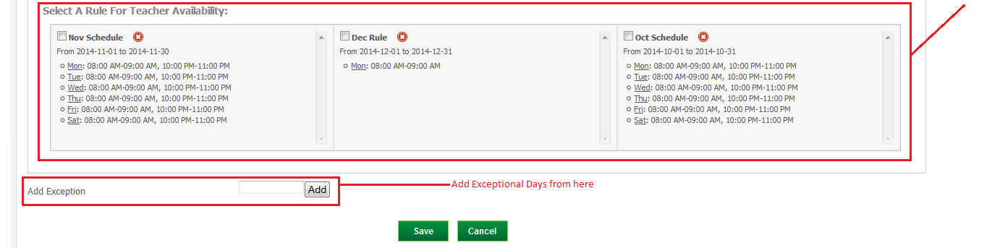 Select A Rule For Teacher Availability:
Nov Schedule
From 2014-11-01 to 2014-11-30
Mon: 08:00 AM-09:00 AM, 10:00 PM-11:00 PM
Tue: 08:00 AM-09:00 AM, 10:00 PM-11:00 PM
Wed: 08:00 AM-09:00 AM, 10:00 PM-11:00 PM
Thu: 08:00 AM-09:00 AM, 10:00 PM-11:00 PM
Fri: 08:00 AM-09:00 AM, 10:00 PM-11:00 PM
Sat: 08:00 AM-09:00 AM, 10:00 PM-11:00 PM
Dec Rule
From 2014-12-01 to 2014-12-31
Mon: 08:00 AM-09:00 AM
Oct Schedule
From 2014-10-01 to 2014-10-31
Mon: 08:00 AM-09:00 AM, 10:00 PM-11:00 PM
Tue: 08:00 AM-09:00 AM, 10:00 PM-11:00 PM
Wed: 08:00 AM-09:00 AM, 10:00 PM-11:00 PM
Thu: 08:00 AM-09:00 AM, 10:00 PM-11:00 PM
Fri: 08:00 AM-09:00 AM, 10:00 PM-11:00 PM
Sat: 08:00 AM-09:00 AM, 10:00 PM-11:00 PM
Add Exception
Add
Add Exceptional Days from here
Save
Cancel